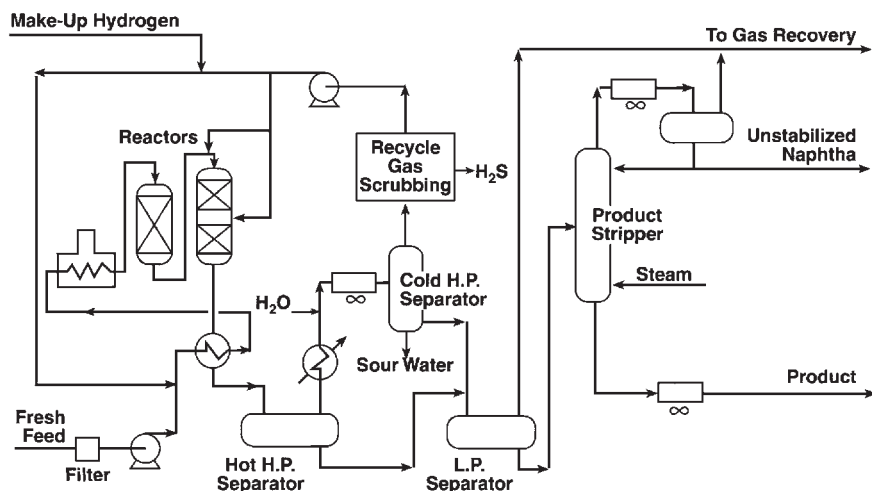 Make-Up Hydrogen
To Gas Recovery
Reactors
Recycle
Gas
Scrubbing
H₂S
Unstabilized
Naphtha
Product
Stripper
Steam
H₂O
Cold H.P.
Separator
Sour Water
Product
Fresh
Feed
Filter
Hot H.P.
Separator
L.P.
Separator